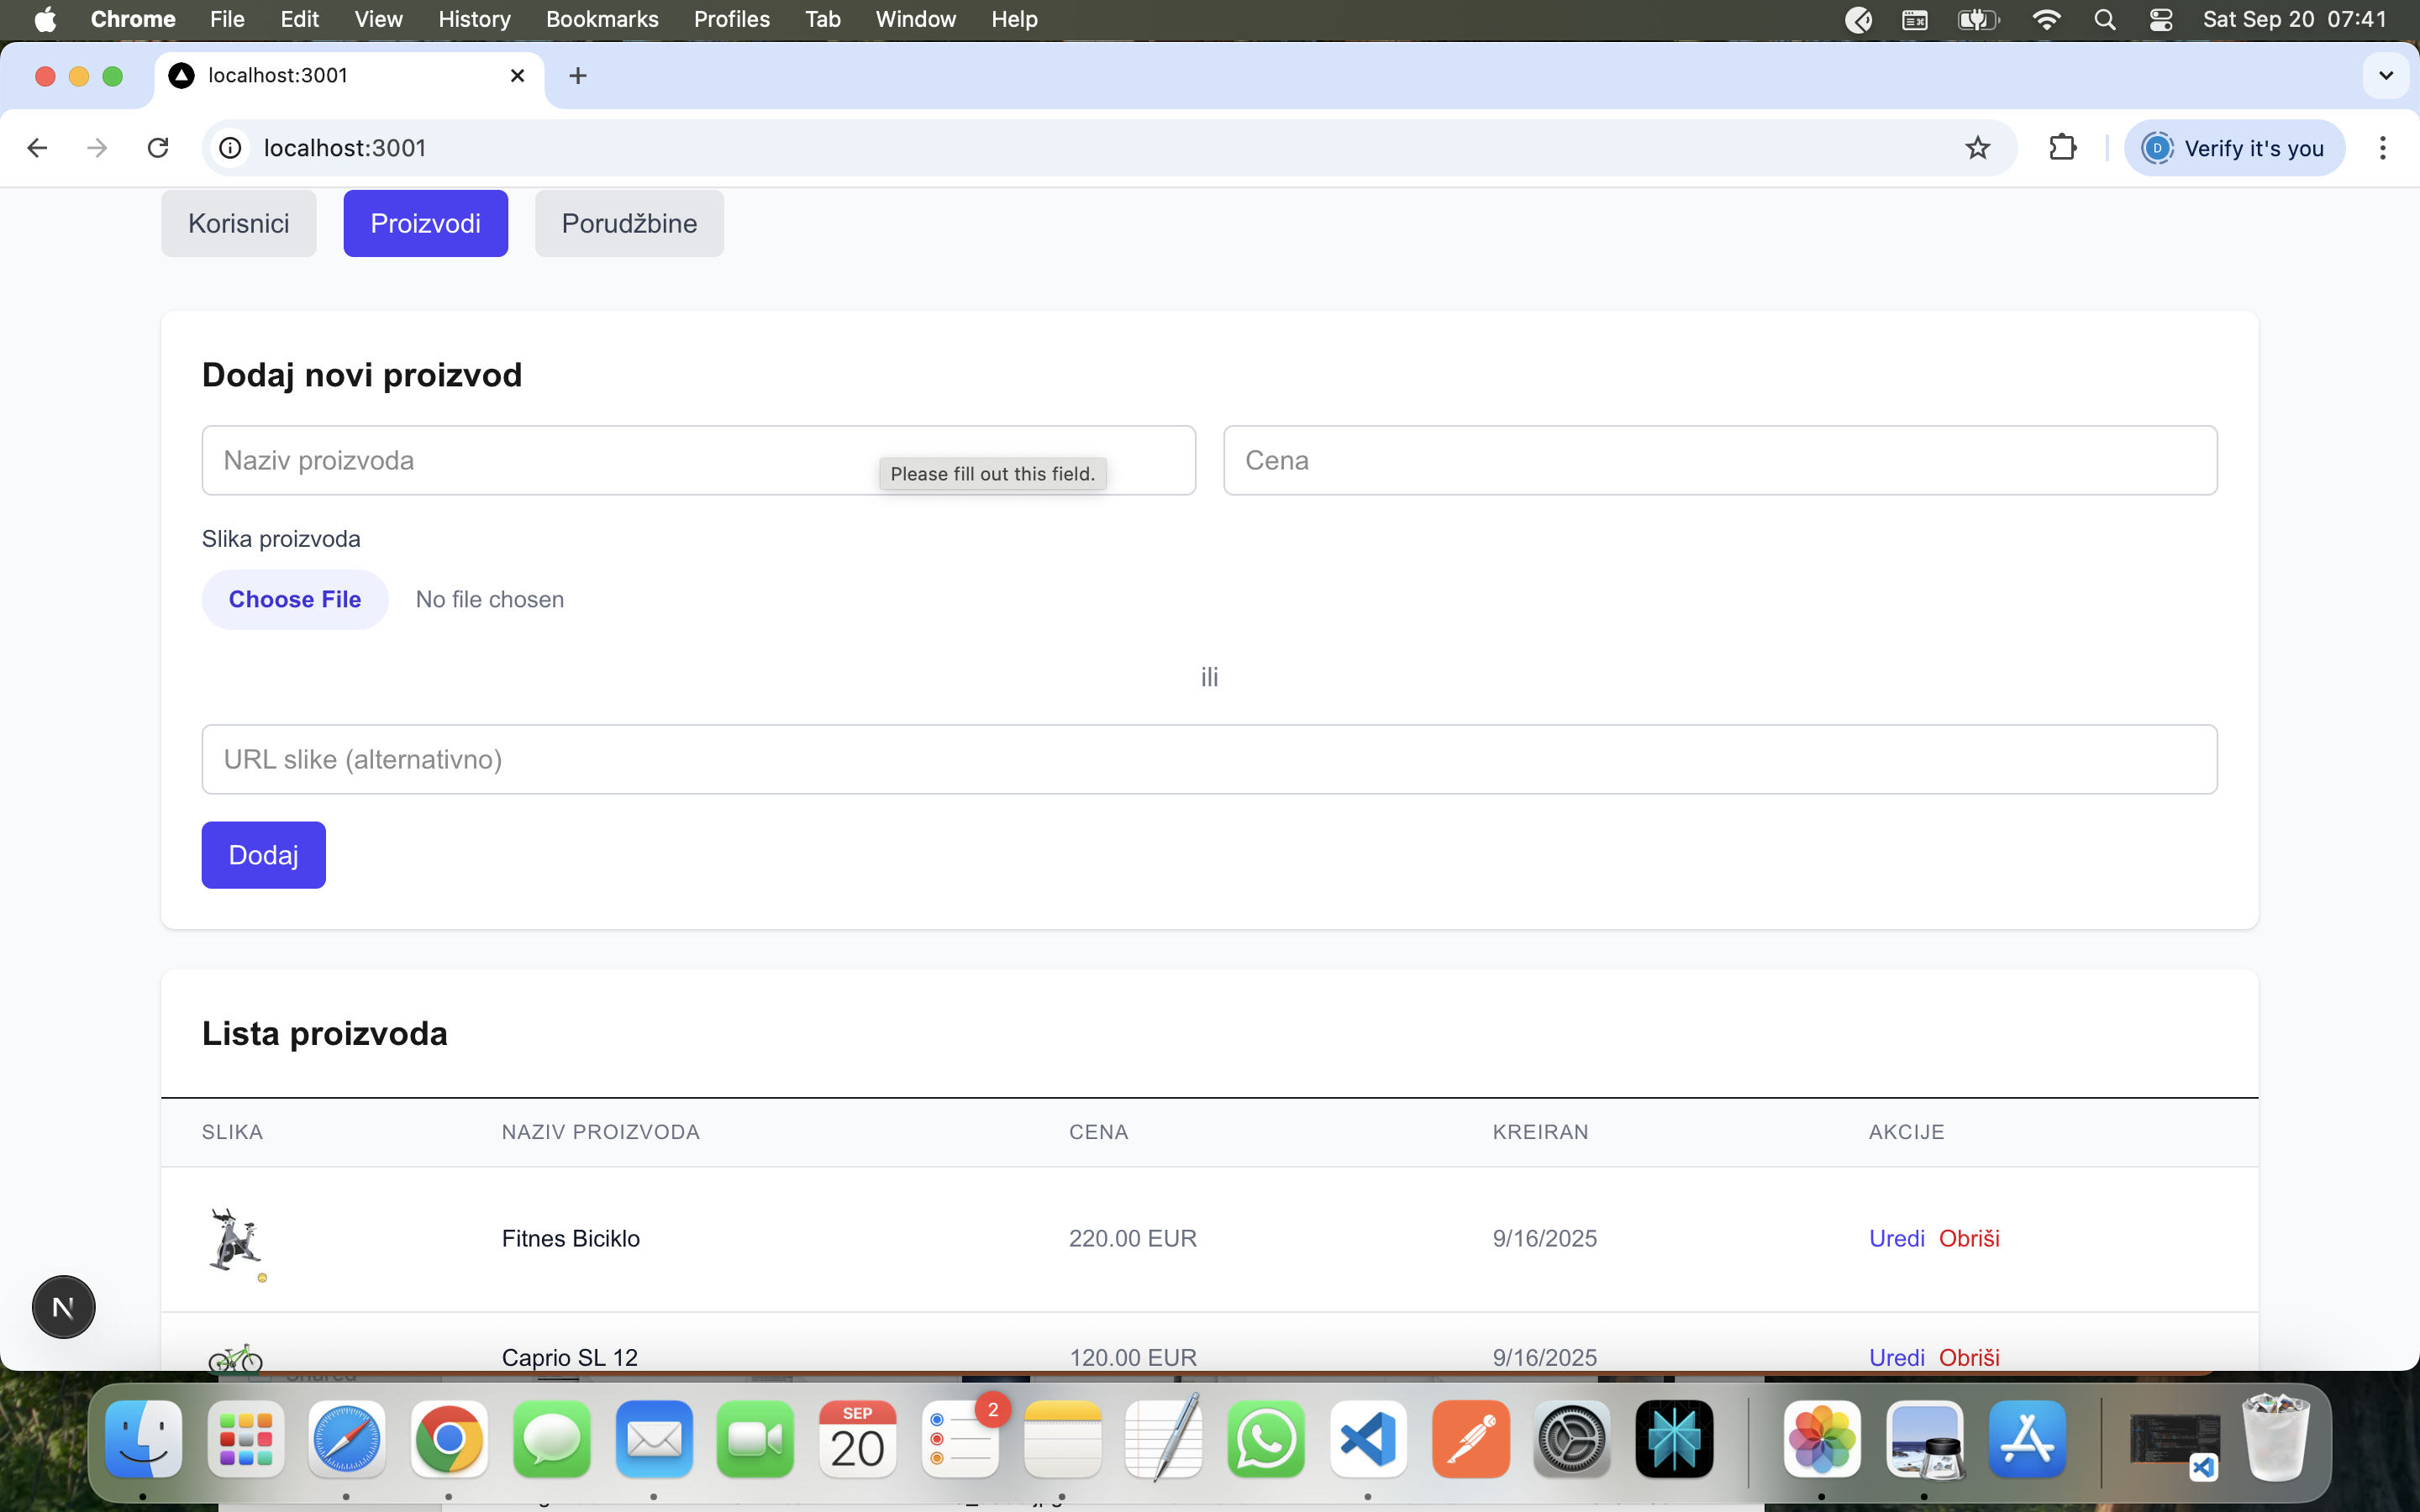 Chrome File Edit View History Bookmarks Profiles Tab Window Help Sat Sep 20 07:41
localhost:3001
localhost:3001 D Verify it's you
Korisnici Proizvodi Porudžbine
Dodaj novi proizvod
Naziv proizvoda Cena
Please fill out this field.
Slika proizvoda
Choose File No file chosen
ili
URL slike (alternativno)
Dodaj
Lista proizvoda
SLIKA NAZIV PROIZVODA CENA KREIRAN AKCIJE
Fitnes Biciklo 220.00 EUR 9/16/2025 Uredi Obriši
N
Caprio SL 12 120.00 EUR 9/16/2025 Uredi Obriši
SEP 2
20